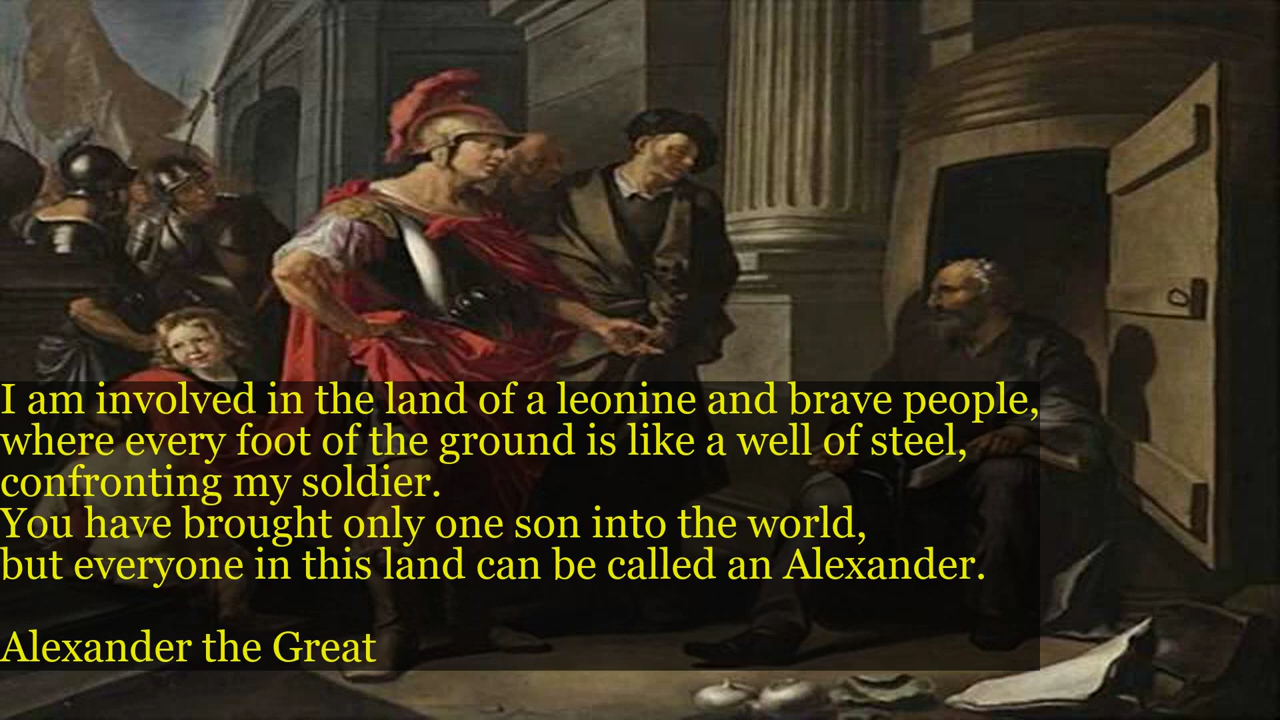 I am involved in the land of a leonine and brave people,
where every foot of the ground is like a well of steel,
confronting my soldier.
You have brought only one son into the world,
but everyone in this land can be called an Alexander.
Alexander the Great